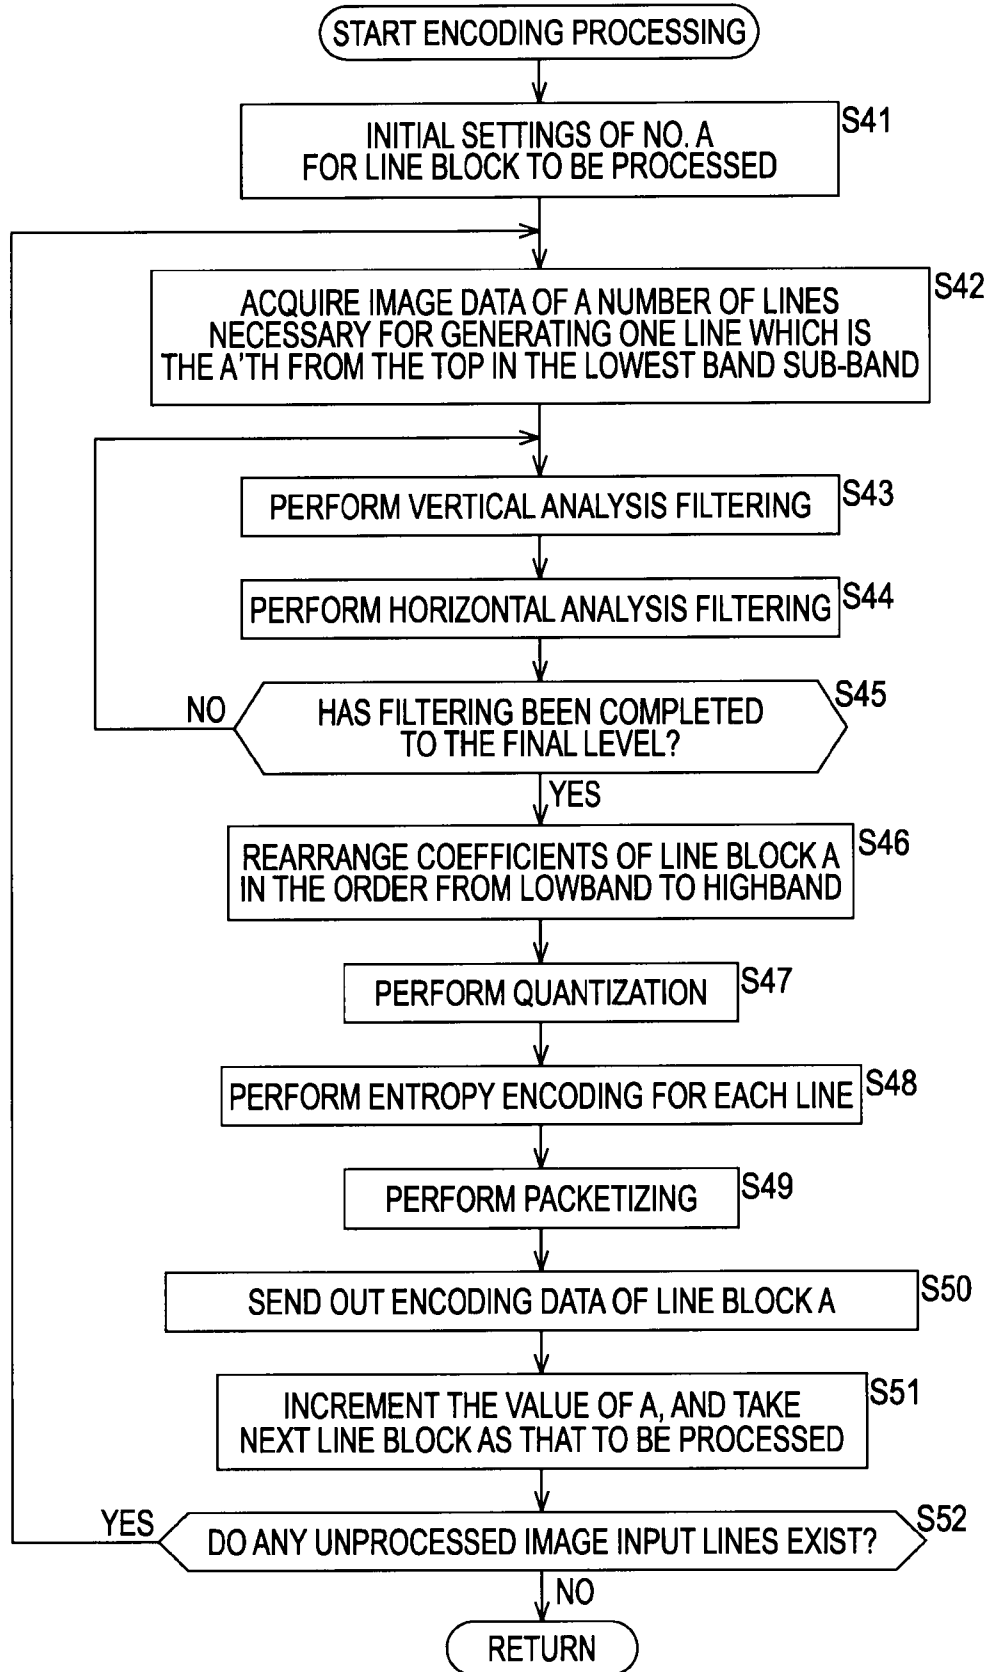 START ENCODING PROCESSING
S41
INITIAL SETTINGS OF NO. A
FOR LINE BLOCK TO BE PROCESSED
S42
ACQUIRE IMAGE DATA OF A NUMBER OF LINES
NECESSARY FOR GENERATING ONE LINE WHICH IS
THE A'TH FROM THE TOP IN THE LOWEST BAND SUB-BAND
S43
PERFORM VERTICAL ANALYSIS FILTERING
S44
PERFORM HORIZONTAL ANALYSIS FILTERING
S45
NO
HAS FILTERING BEEN COMPLETED
TO THE FINAL LEVEL?
YES
S46
REARRANGE COEFFICIENTS OF LINE BLOCK A
IN THE ORDER FROM LOWBAND TO HIGHBAND
S47
PERFORM QUANTIZATION
S48
PERFORM ENTROPY ENCODING FOR EACH LINE
S49
PERFORM PACKETIZING
S50
SEND OUT ENCODING DATA OF LINE BLOCK A
S51
INCREMENT THE VALUE OF A, AND TAKE
NEXT LINE BLOCK AS THAT TO BE PROCESSED
S52
YES
DO ANY UNPROCESSED IMAGE INPUT LINES EXIST?
NO
RETURN